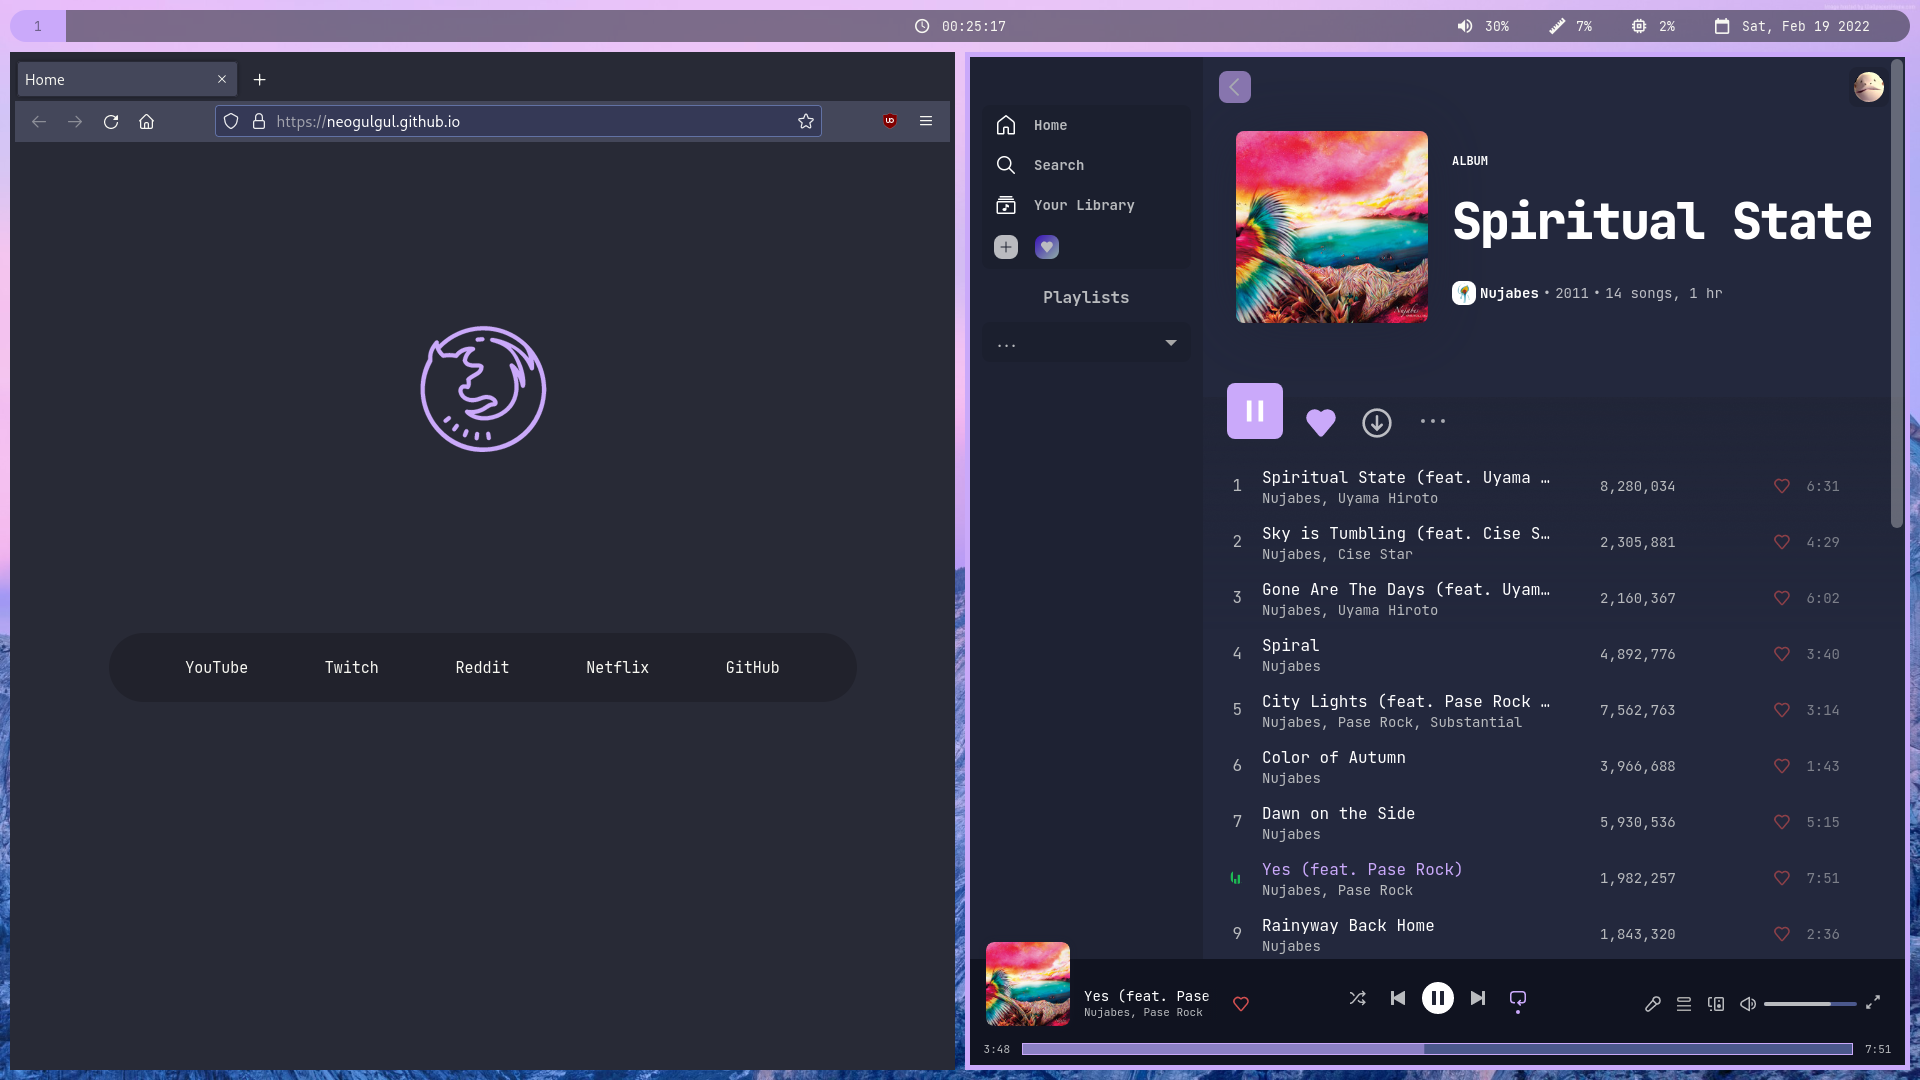 1
00:25:17
30%
7%
2%
Sat, Feb 19 2022
Home
https://neogulgul.github.io
YouTube
Twitch
Reddit
Netflix
GitHub
Home
Search
Your Library
Playlists
...
ALBUM
Spiritual State
Nujabes • 2011 • 14 songs, 1 hr
1 Spiritual State (feat. Uyama … 8,280,034 6:31
Nujabes, Uyama Hiroto
2 Sky is Tumbling (feat. Cise S… 2,305,881 4:29
Nujabes, Cise Star
3 Gone Are The Days (feat. Uyam… 2,160,367 6:02
Nujabes, Uyama Hiroto
4 Spiral 4,892,776 3:40
Nujabes
5 City Lights (feat. Pase Rock … 7,562,763 3:14
Nujabes, Pase Rock, Substantial
6 Color of Autumn 3,966,688 1:43
Nujabes
7 Dawn on the Side 5,930,536 5:15
Nujabes
Yes (feat. Pase Rock) 1,982,257 7:51
Nujabes, Pase Rock
9 Rainyway Back Home 1,843,320 2:36
Nujabes
Yes (feat. Pase
Nujabes, Pase Rock
3:48
7:51